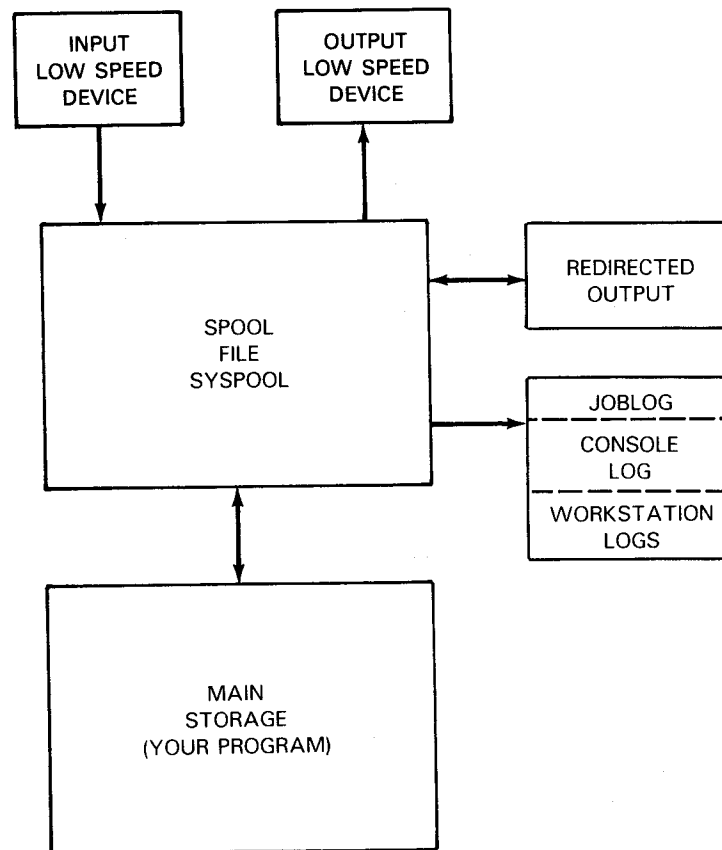 INPUT
LOW SPEED
DEVICE
OUTPUT
LOW SPEED
DEVICE
SPOOL
FILE
SYSPOOL
REDIRECTED
OUTPUT
JOBLOG
CONSOLE
LOG
WORKSTATION
LOGS
MAIN
STORAGE
(YOUR PROGRAM)